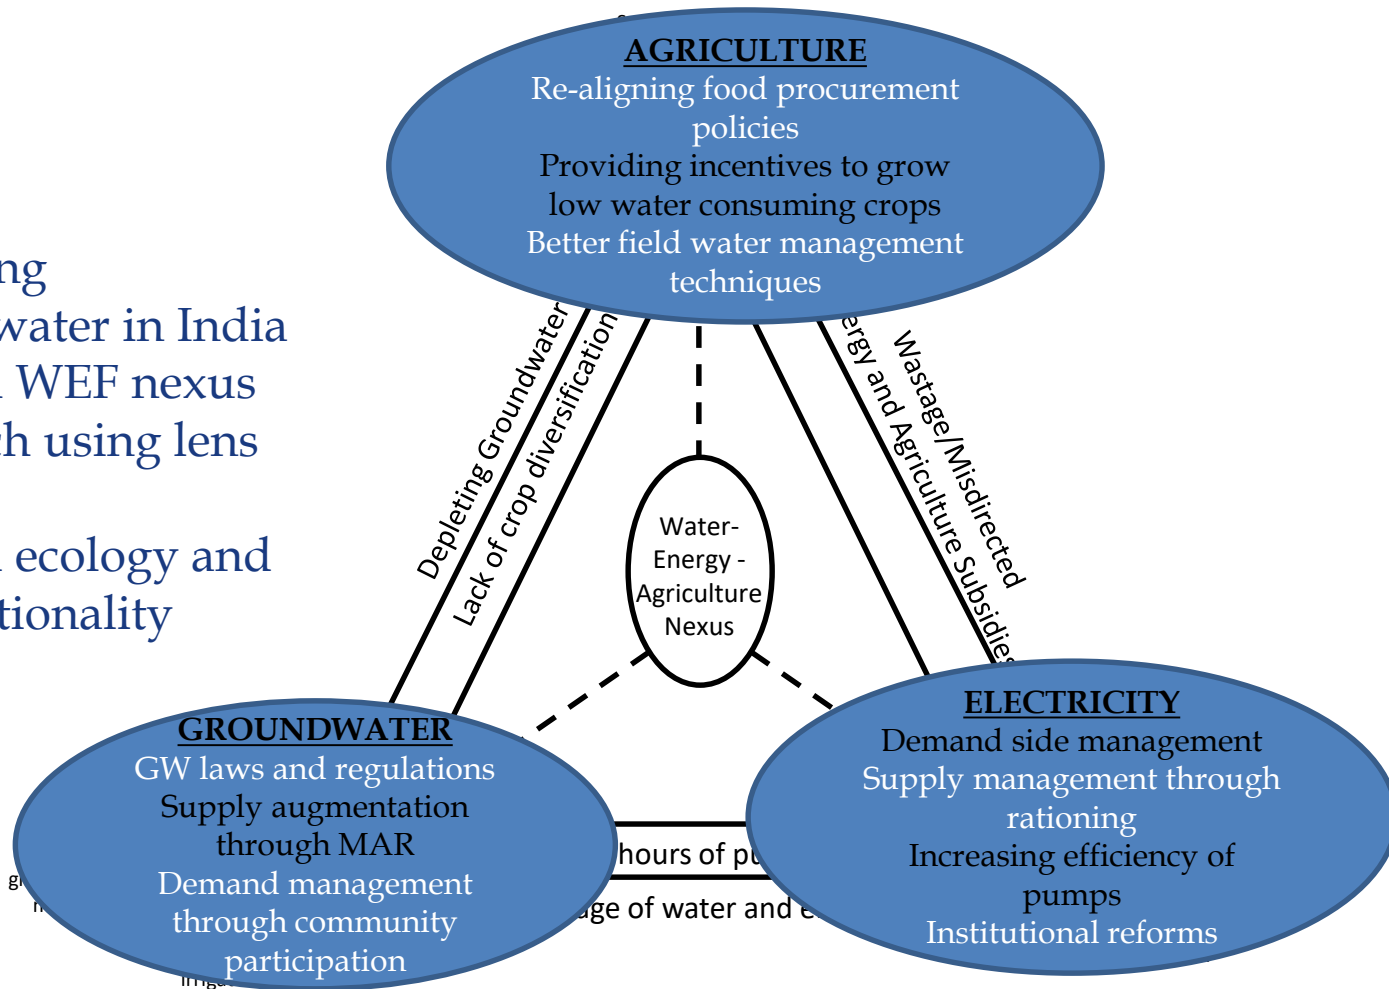 AGRICULTURE
Re-aligning food procurement
policies
Providing incentives to grow
low water consuming crops
Better field water management
techniques
water in India
WEF nexus
using lens
ecology and
Depleting Groundwater
Lack of crop diversification
Wastage/Misdirected
and Agriculture Subsidies
Water-
Energy -
Agriculture
Nexus
GROUNDWATER
GW laws and regulations
Supply augmentation
through MAR
Demand management
through community
participation
ELECTRICITY
Demand side management
Supply management through
rationing
Increasing efficiency of
pumps
Institutional reforms
hours of
of water and